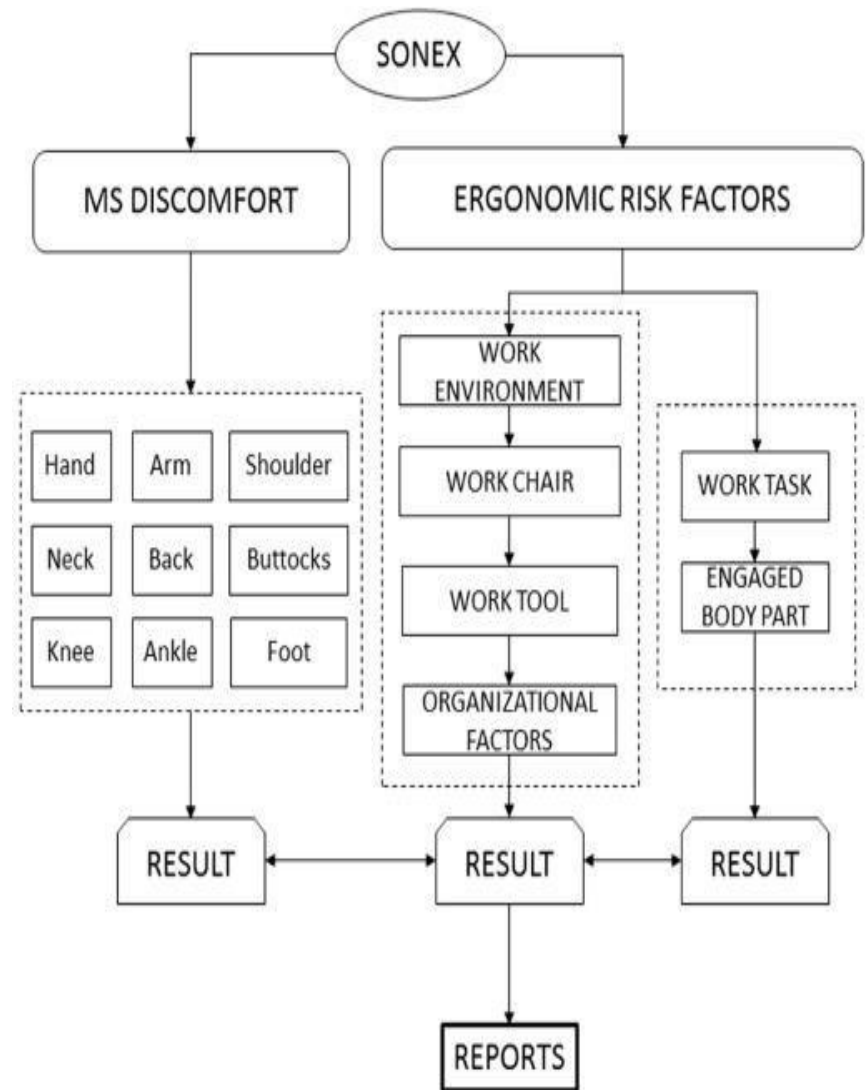 SONEX
MS DISCOMFORT
ERGONOMIC RISK FACTORS
Hand
Arm
Shoulder
Neck
Back
Buttocks
Knee
Ankle
Foot
WORK
ENVIRONMENT
WORK CHAIR
WORK TOOL
ORGANIZATIONAL
FACTORS
WORK TASK
ENGAGED
BODY PART
RESULT
RESULT
RESULT
REPORTS